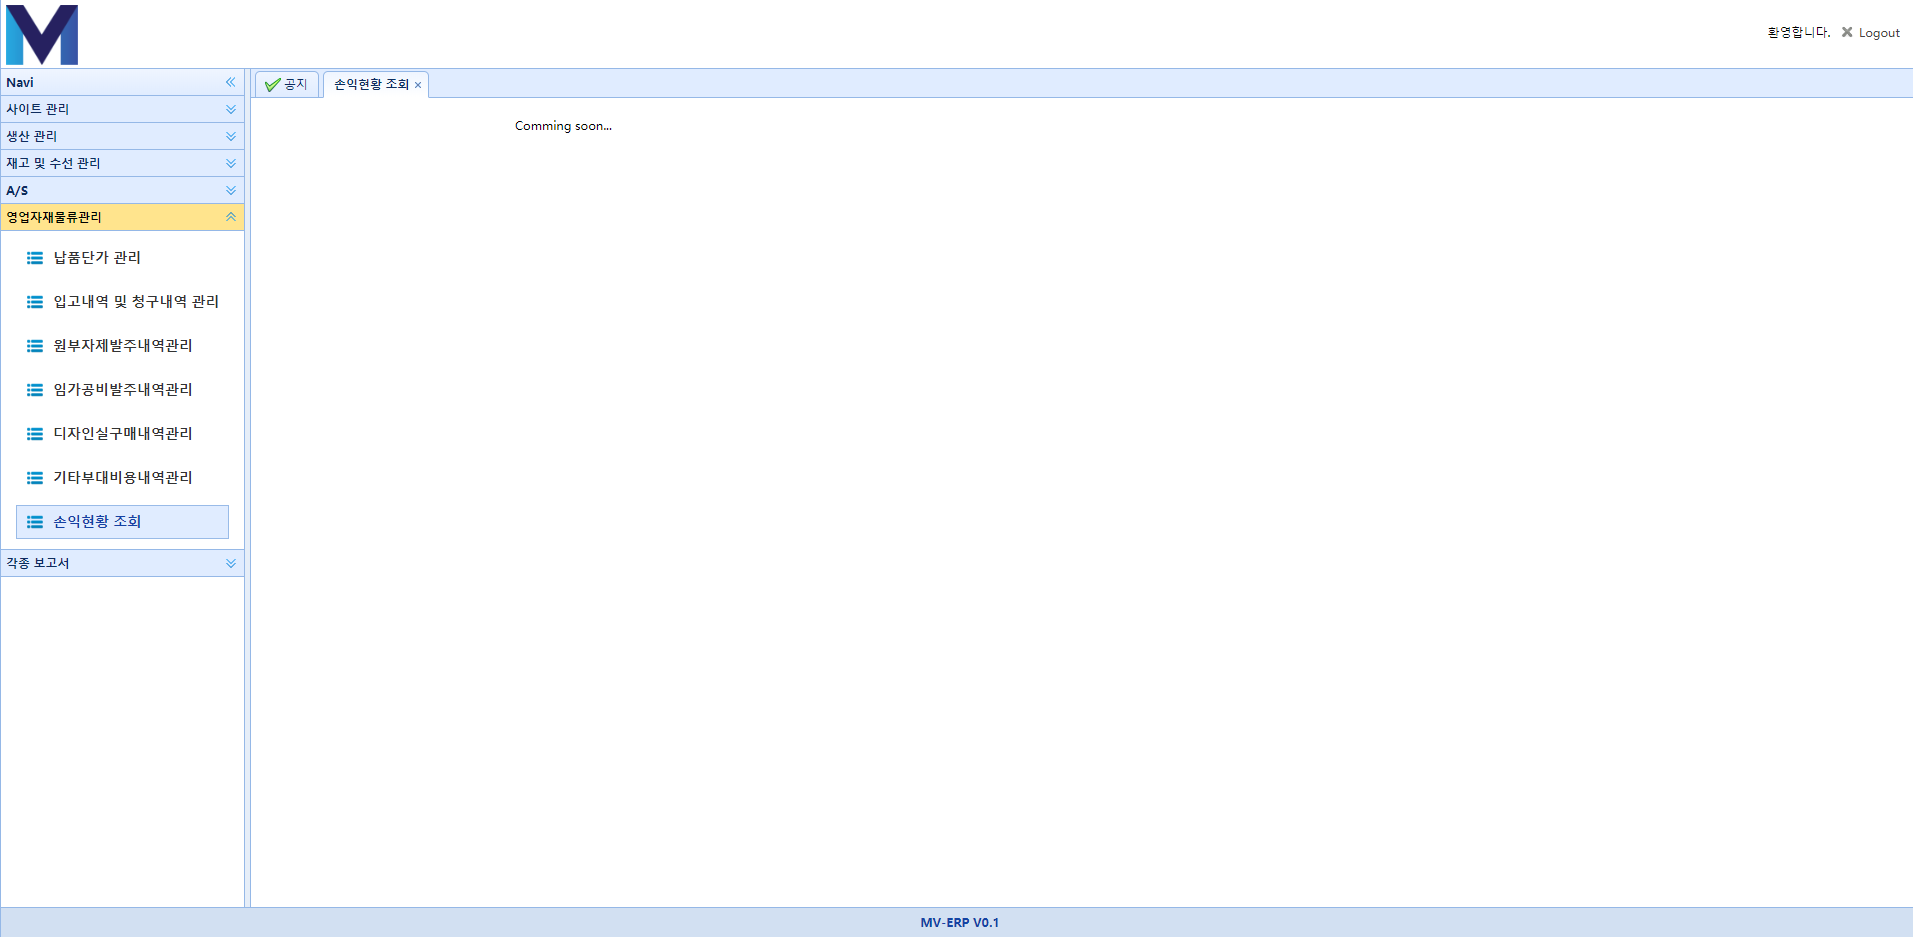 M
환영합니다. Logout
Navi
사이트 관리
생산 관리
재고 및 수선 관리
A/S
영업자재물류관리
납품단가 관리
입고내역 및 청구내역 관리
원부자제발주내역관리
임가공비발주내역관리
디자인실구매내역관리
기타부대비용내역관리
손익현황 조회
각종 보고서
공지
손익현황 조회
Comming soon...
MV-ERP V0.1